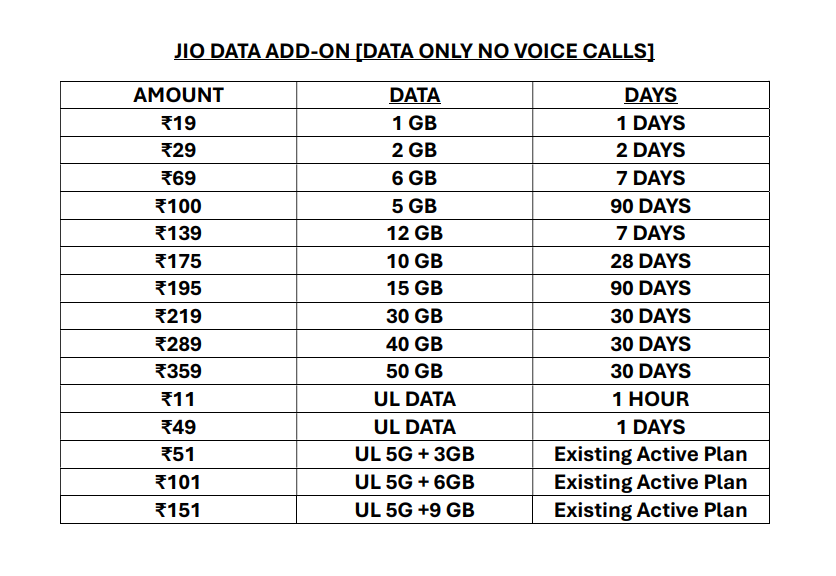 JIO DATA ADD-ON [DATA ONLY NO VOICE CALLS]
AMOUNT DATA DAYS
₹19 1 GB 1 DAYS
₹29 2 GB 2 DAYS
₹69 6 GB 7 DAYS
₹100 5 GB 90 DAYS
₹139 12 GB 7 DAYS
₹175 10 GB 28 DAYS
₹195 15 GB 90 DAYS
₹219 30 GB 30 DAYS
₹289 40 GB 30 DAYS
₹359 50 GB 30 DAYS
₹11 UL DATA 1 HOUR
₹49 UL DATA 1 DAYS
₹51 UL 5G + 3GB Existing Active Plan
₹101 UL 5G + 6GB Existing Active Plan
₹151 UL 5G +9 GB Existing Active Plan